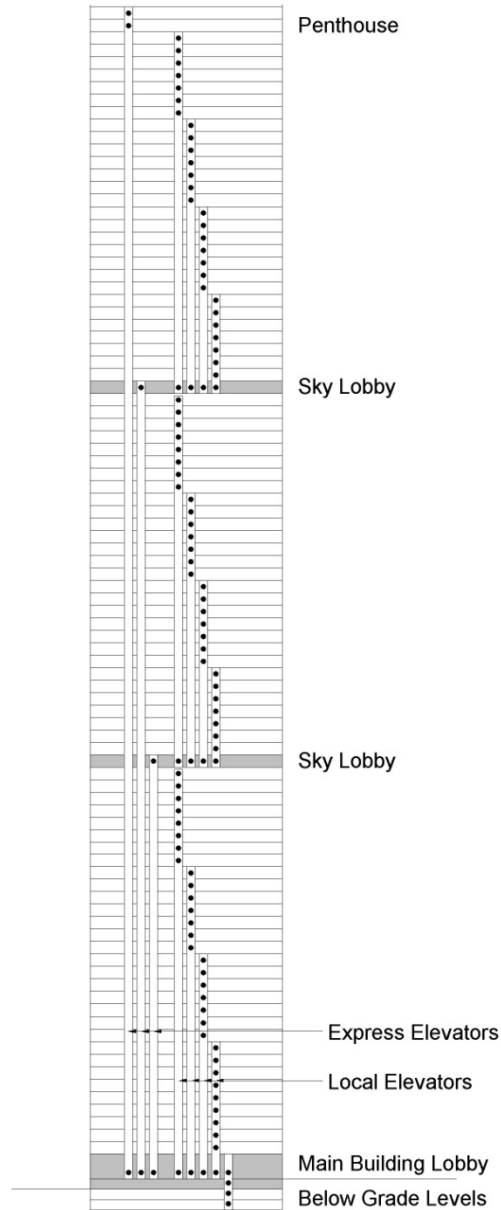 Penthouse
Sky Lobby
Sky Lobby
Express Elevators
Local Elevators
Main Building Lobby
Below Grade Levels